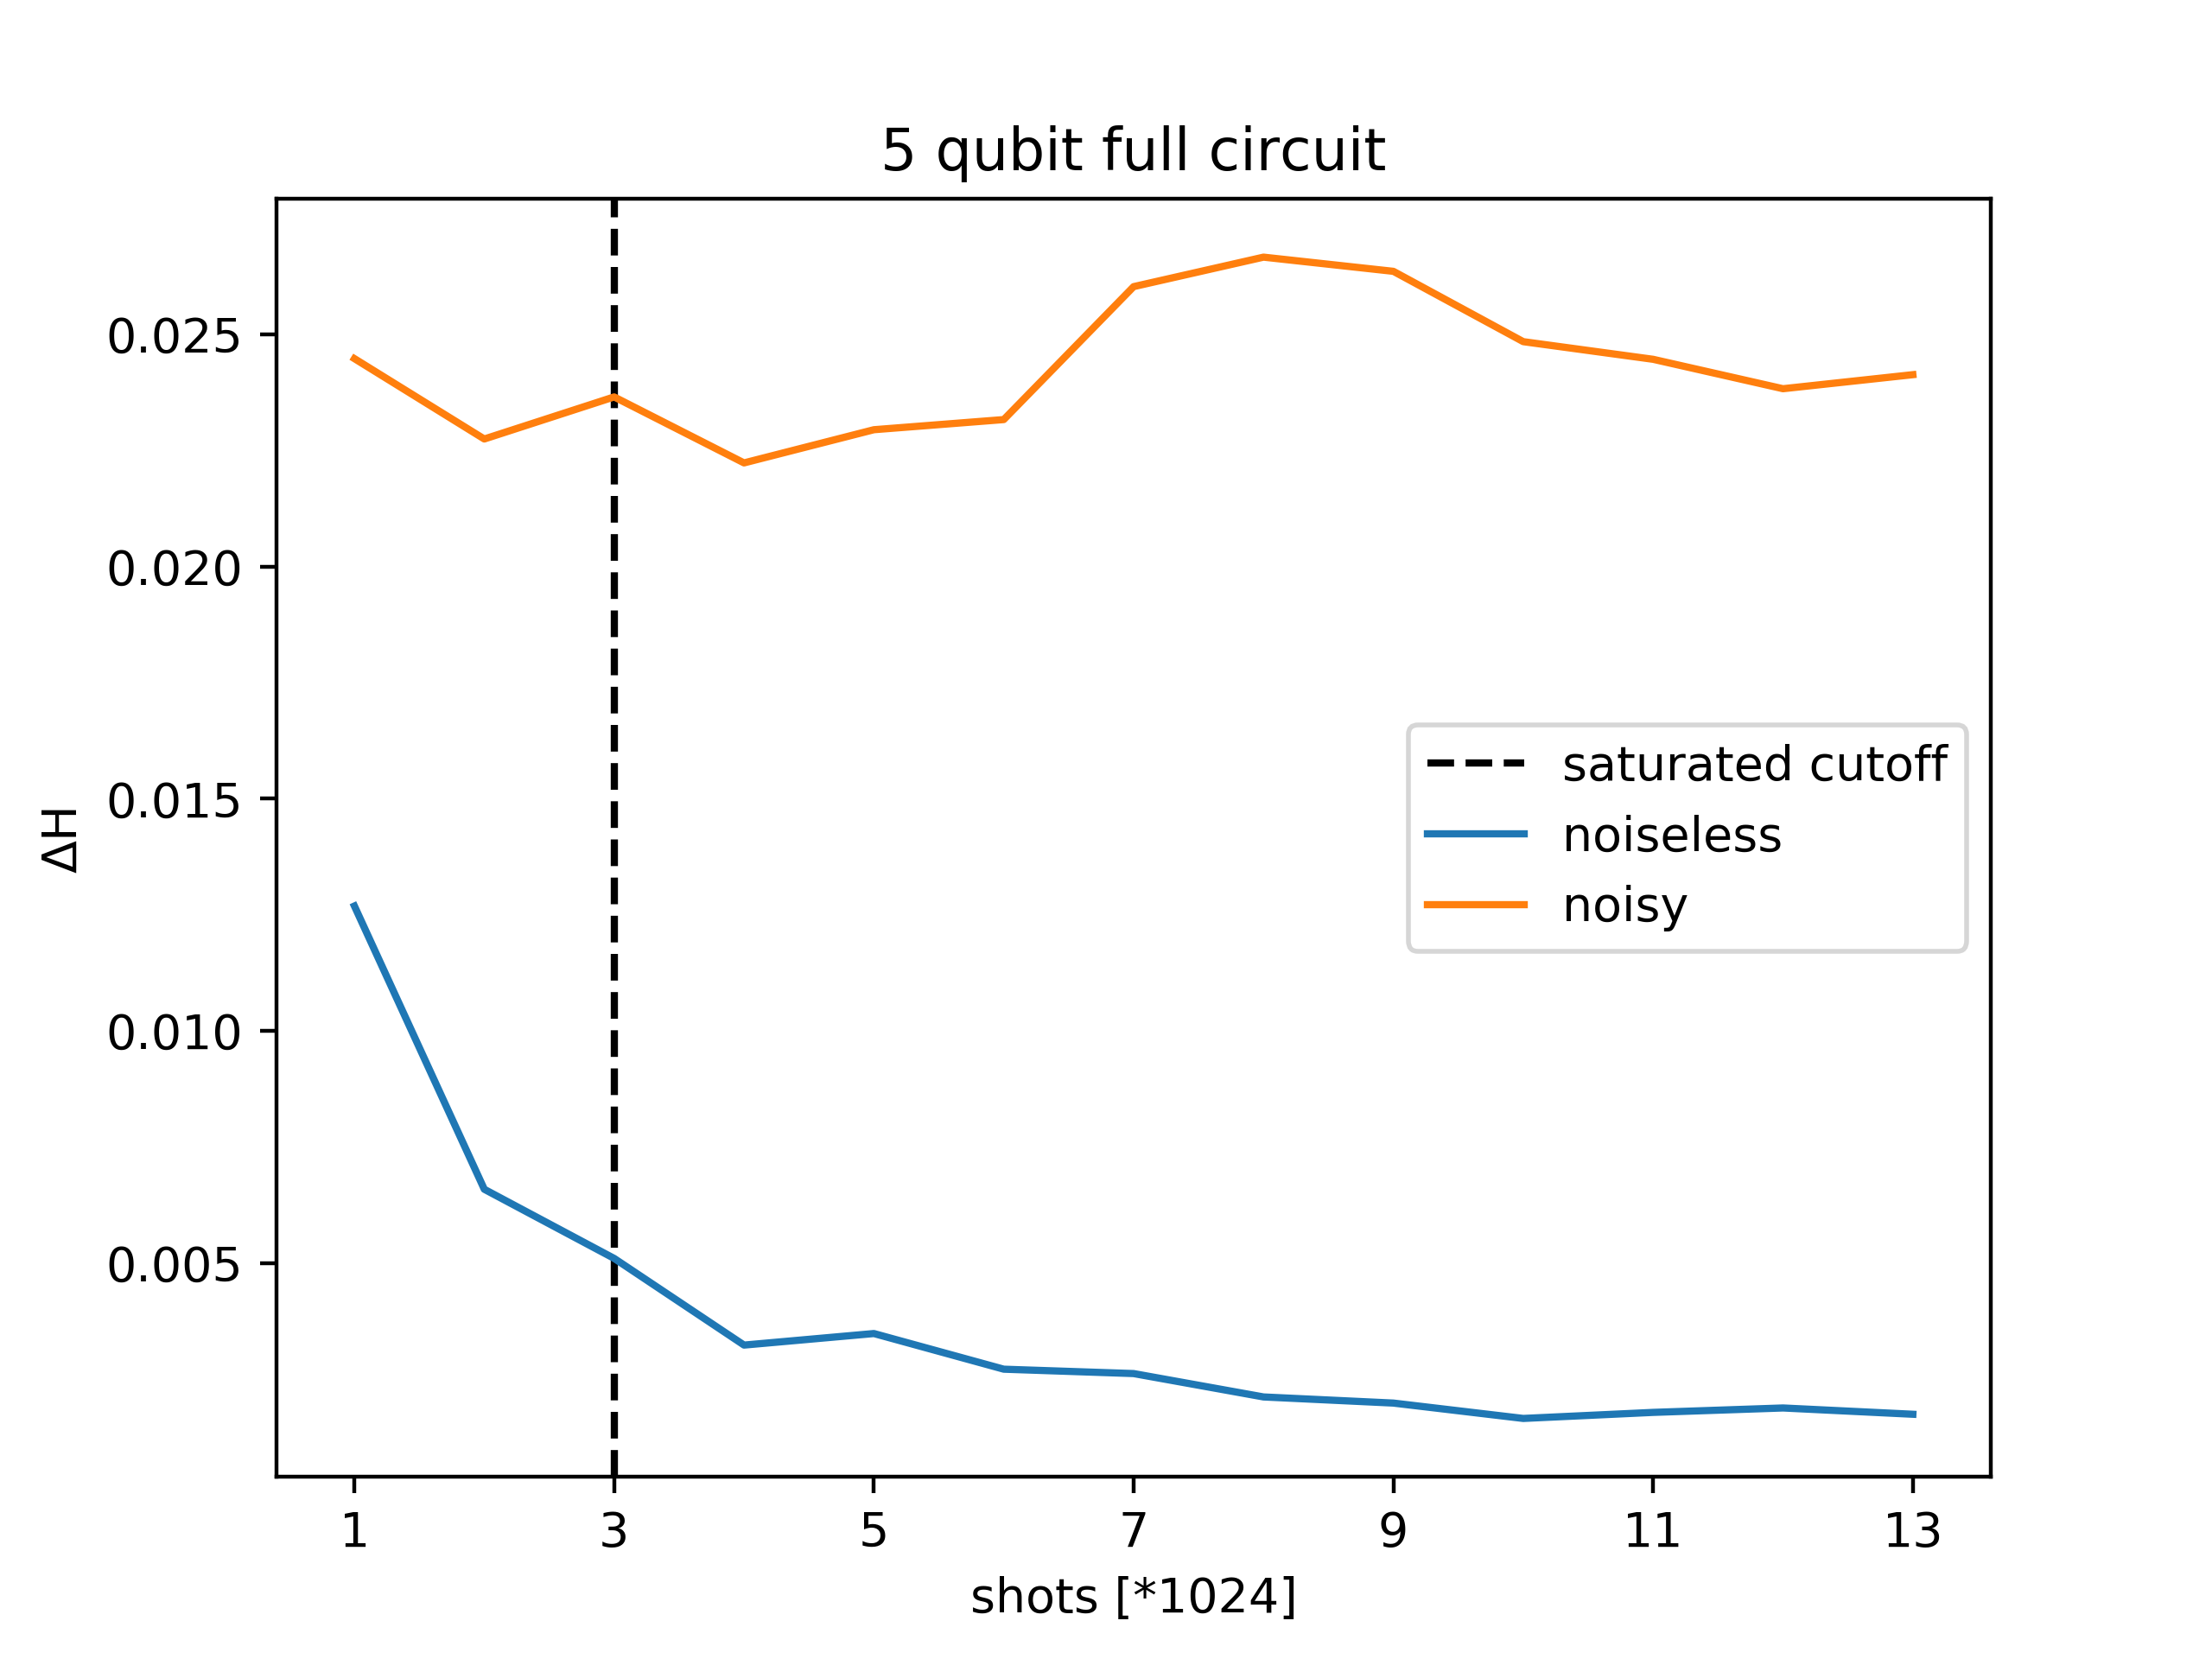 5 qubit full circuit
0.025
0.020
0.015
0.010
0.005
ΔH
saturated cutoff
noiseless
noisy
1 3 5 7 9 11 13
shots [*1024]